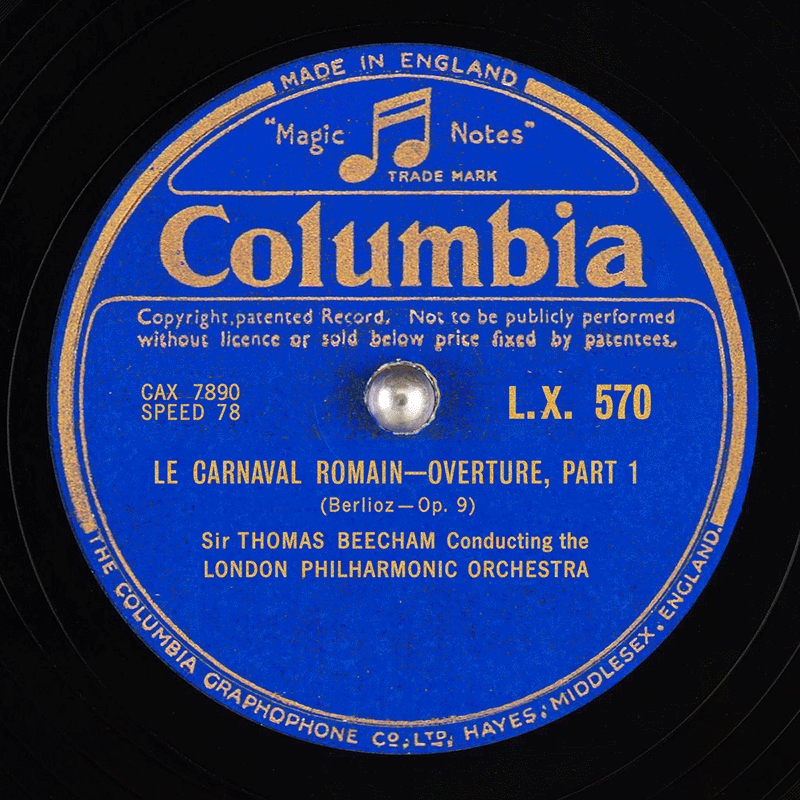 MADE IN ENGLAND
"Magic Notes"
TRADE MARK
Columbia
Copyright,patented Record. Not to be publicly performed
without licence or sold below price fixed by patentees.
CAX 7890
SPEED 78
L.X. 570
LE CARNAVAL ROMAIN—OVERTURE, PART 1
(Berlioz—Op. 9)
Sir THOMAS BEECHAM Conducting the
LONDON PHILHARMONIC ORCHESTRA
THE COLUMBIA GRAPHOPHONE CO; LTD; HAYES; MIDDLESEX. ENGLAND.